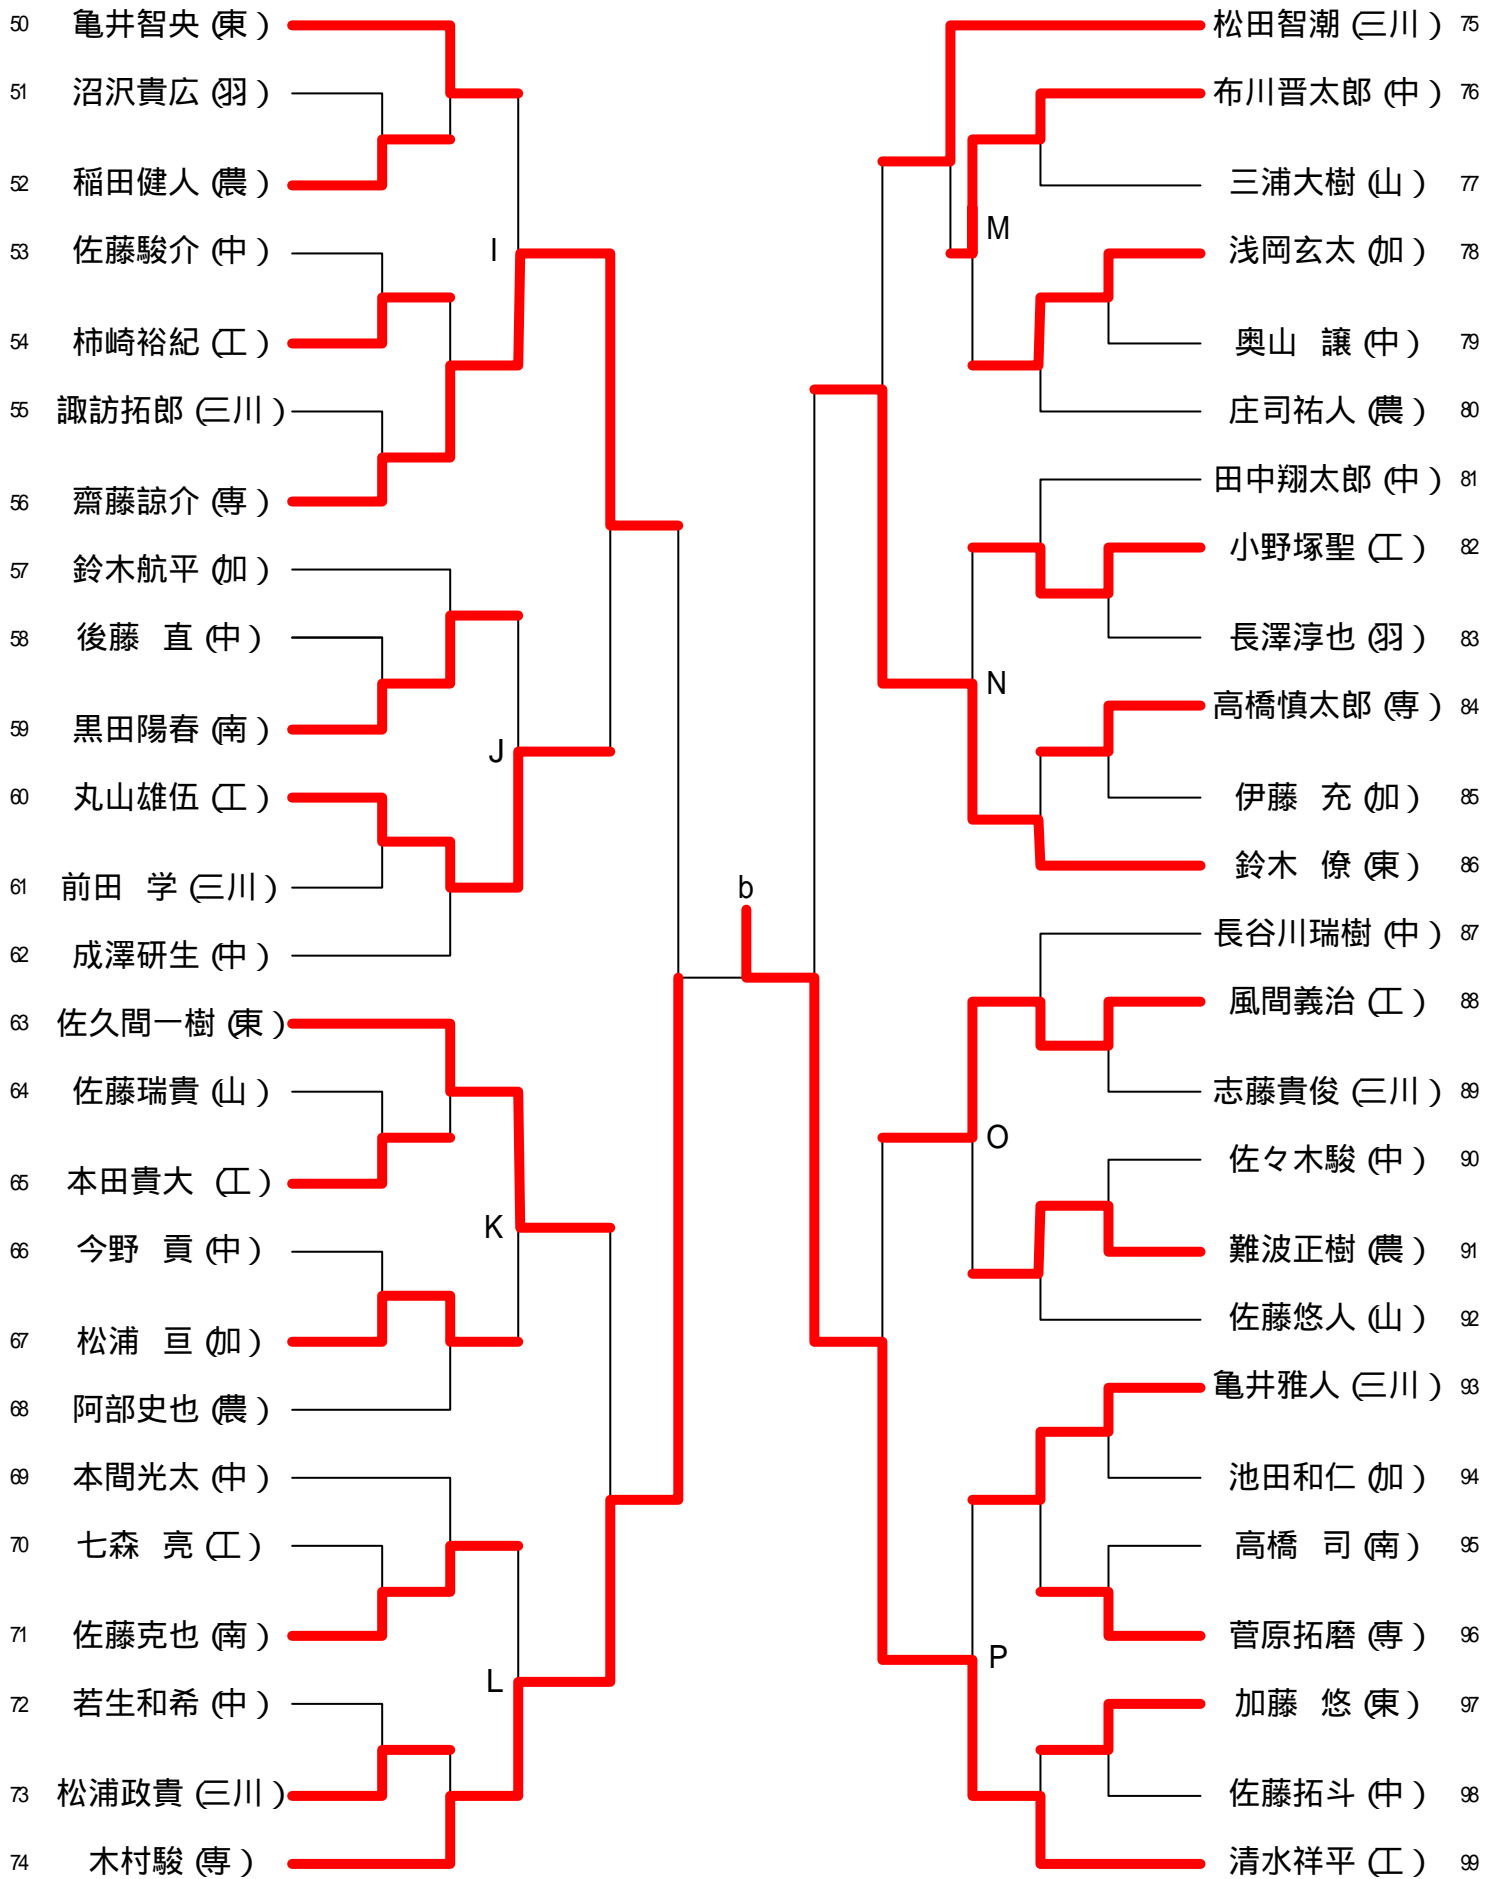 50 亀井智央 (東)
51 沼沢貴広 (羽)
52 稲田健人 (農)
53 佐藤駿介 (中)
I
54 柿崎裕紀 (工)
55 諏訪拓郎 (三川)
56 齋藤諒介 (専)
57 鈴木航平 (加)
58 後藤 直 (中)
59 黒田陽春 (南)
J
60 丸山雄伍 (工)
61 前田 学 (三川)
62 成澤研生 (中)
63 佐久間一樹 (東)
64 佐藤瑞貴 (山)
65 本田貴大 (工)
K
66 今野 貢 (中)
67 松浦 亘 (加)
68 阿部史也 (農)
69 本間光太 (中)
70 七森 亮 (工)
71 佐藤克也 (南)
L
72 若生和希 (中)
73 松浦政貴 (三川)
74 木村駿 (専)
b
松田智潮 (三川) 75
布川晋太郎 (中) 76
三浦大樹 (山) 77
M
浅岡玄太 (加) 78
奥山 譲 (中) 79
庄司祐人 (農) 80
田中翔太郎 (中) 81
小野塚聖 (工) 82
長澤淳也 (羽) 83
N
高橋慎太郎 (専) 84
伊藤 充 (加) 85
鈴木 僚 (東) 86
長谷川瑞樹 (中) 87
風間義治 (工) 88
志藤貴俊 (三川) 89
O
佐々木駿 (中) 90
難波正樹 (農) 91
佐藤悠人 (山) 92
亀井雅人 (三川) 93
池田和仁 (加) 94
高橋 司 (南) 95
菅原拓磨 (専) 96
P
加藤 悠 (東) 97
佐藤拓斗 (中) 98
清水祥平 (工) 99